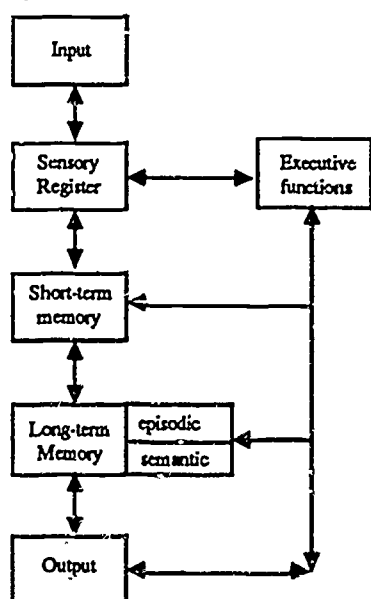 Input
Sensory
Register
Executive
functions
Short-term
memory
Long-term
Memory
episodic
semantic
Output